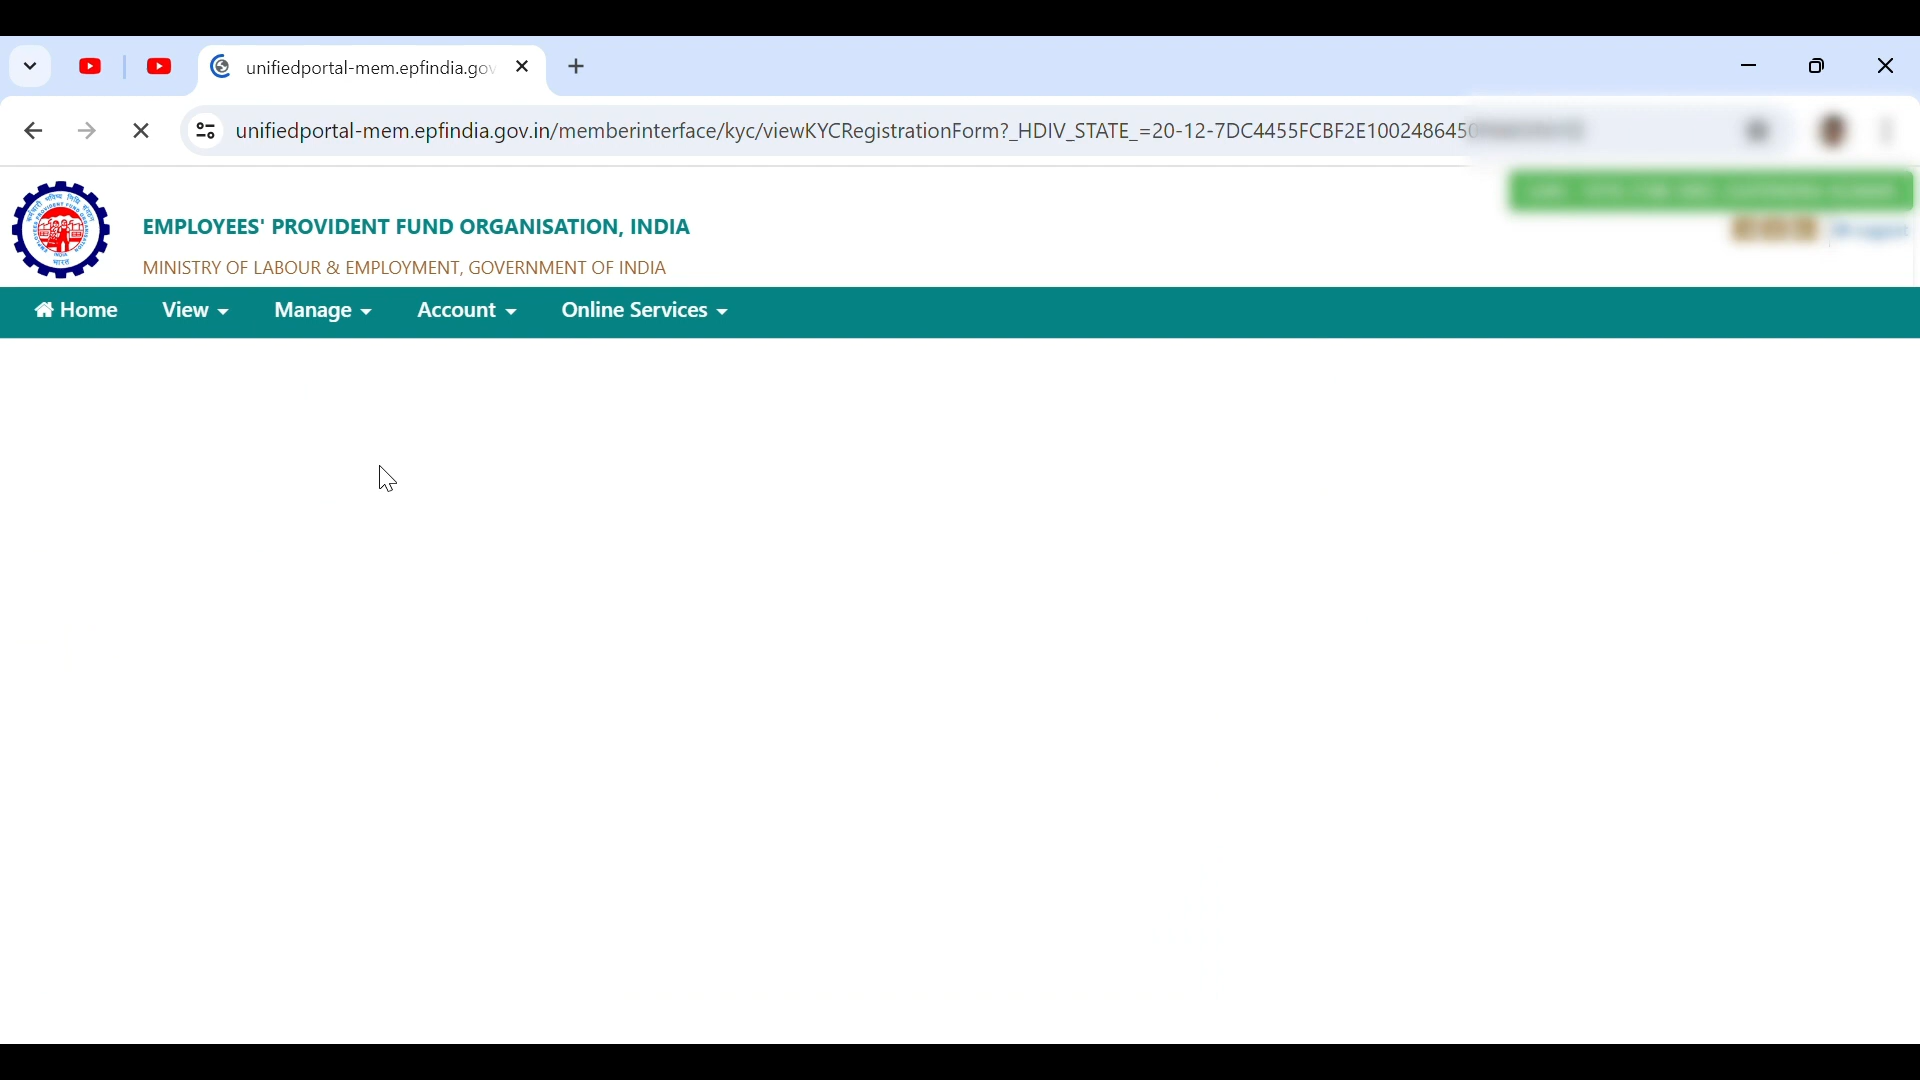 unifiedportal-mem.epfindia.gov
unifiedportal-mem.epfindia.gov.in/memberinterface/kyc/viewKYCRegistrationForm?_HDIV_STATE_=20-12-7DC4455FCBF2E1002486450
EMPLOYEES' PROVIDENT FUND ORGANISATION, INDIA
MINISTRY OF LABOUR & EMPLOYMENT, GOVERNMENT OF INDIA
Home View Manage Account Online Services